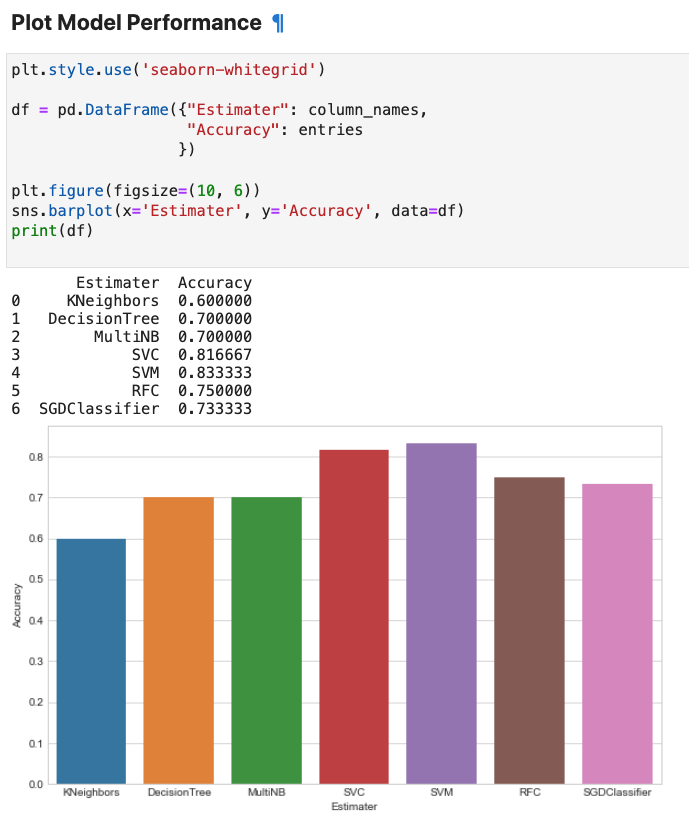 Plot Model Performance ¶
plt.style.use('seaborn-whitegrid')
df = pd.DataFrame({"Estimater": column_names,
"Accuracy": entries
})
plt.figure(figsize=(10, 6))
sns.barplot(x='Estimater', y='Accuracy', data=df)
print(df)
Estimater Accuracy
0 KNeighbors 0.600000
1 DecisionTree 0.700000
2 MultiNB 0.700000
3 SVC 0.816667
4 SVM 0.833333
5 RFC 0.750000
6 SGDClassifier 0.733333
0.8
0.7
0.6
0.5
0.4
0.3
0.2
0.1
0.0
Accuracy
KNeighbors DecisionTree MultiNB SVC SVM RFC SGDClassifier
Estimater